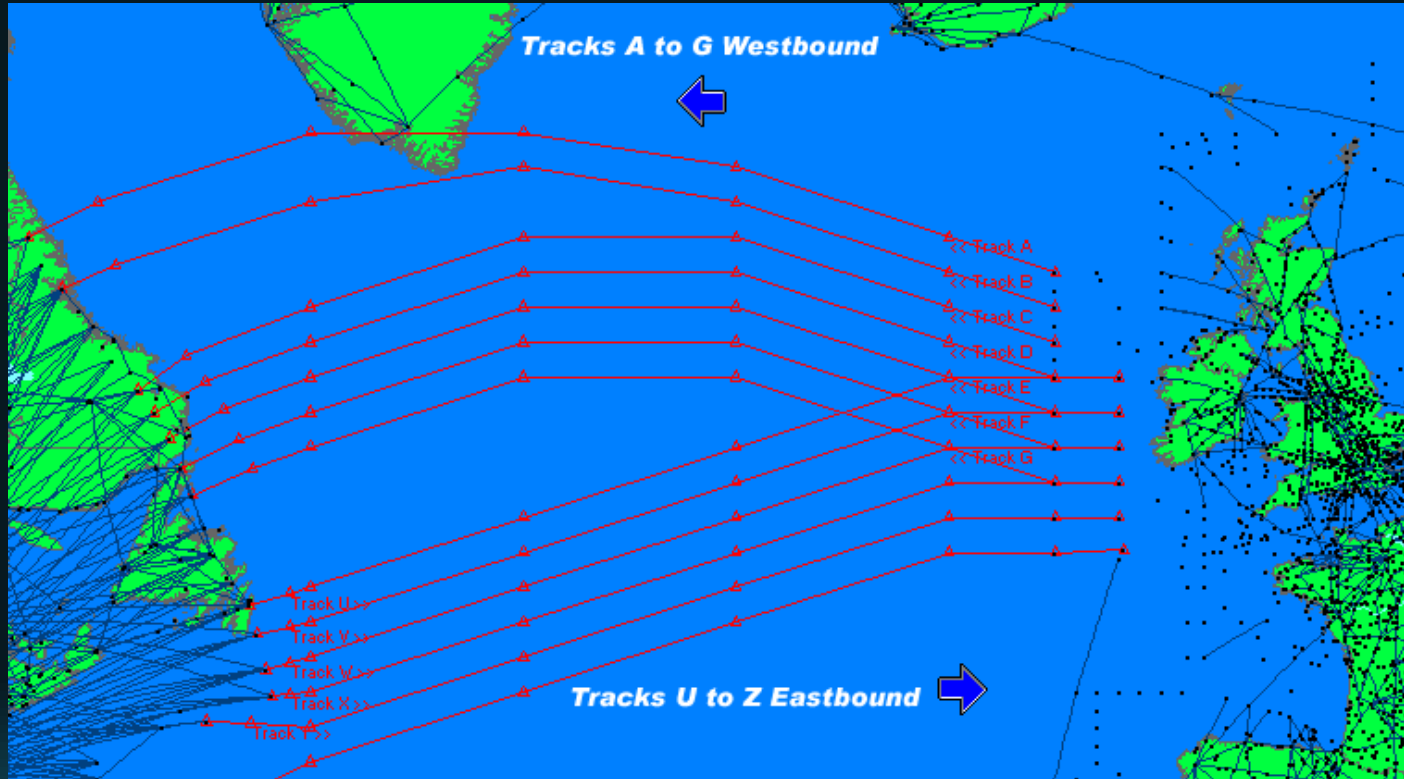 Tracks A to G Westbound
<< Track A
<< Track B
<< Track C
<< Track D
<< Track E
<< Track F
<< Track G
Track U >>
Track V >>
Track W >>
Track X >>
Track Y >>
Tracks U to Z Eastbound